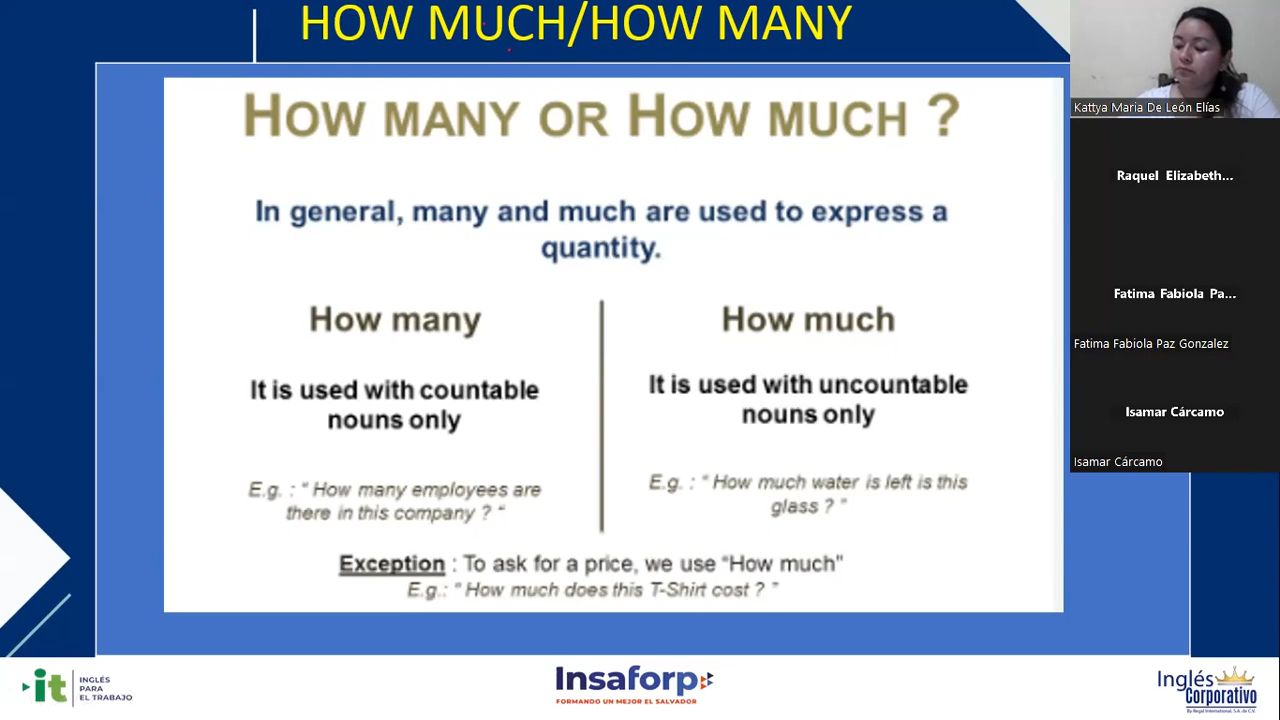 HOW MUCH/HOW MANY
HOW MANY OR HOW MUCH ?
In general, many and much are used to express a
quantity.
How many
It is used with countable
nouns only
E.g. : “ How many employees are
there in this company ? “
How much
It is used with uncountable
nouns only
E.g. : “ How much water is left is this
glass ? ”
Exception : To ask for a price, we use “How much”
E.g.: “ How much does this T-Shirt cost ? ”
Kattya Maria De León Elías
Raquel Elizabeth...
Fatima Fabiola Pa...
Fatima Fabiola Paz Gonzalez
Isamar Cárcamo
Isamar Cárcamo
it INGLÉS
PARA
EL TRABAJO
Insaforp
FORMANDO UN MEJOR EL SALVADOR
Inglés
Corporativo
By Regal International, S.A. de C.V.